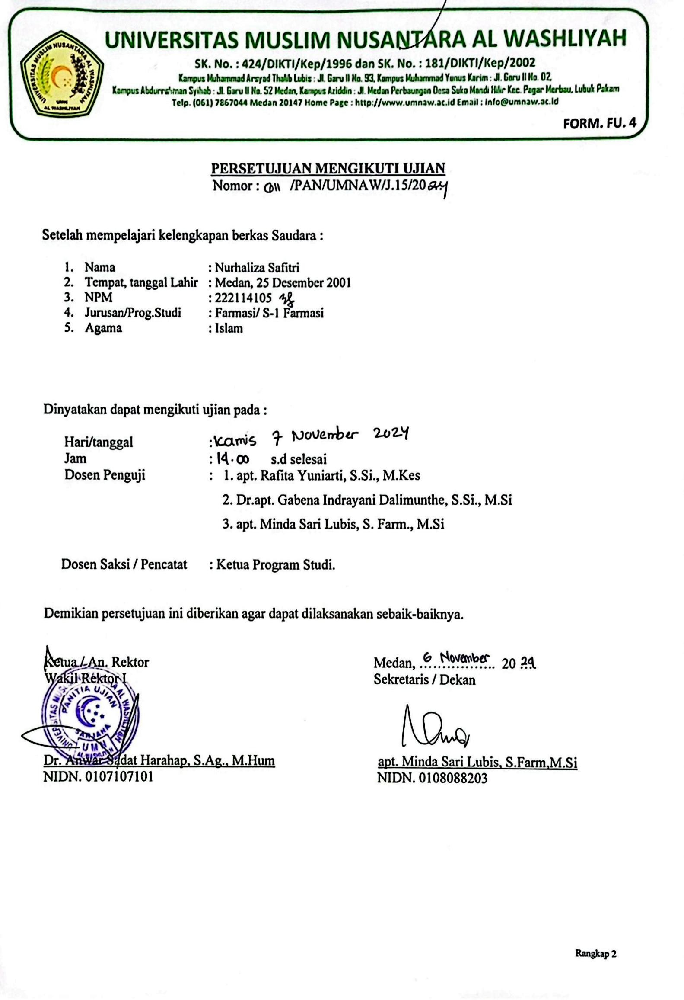 UNIVERSITAS MUSLIM NUSANTARA AL WASHLIYAH
UMN
AL WASHLIYAH
UNIVERSITAS MUSLIM NUSANTARA AL WASHLIYAH
SK. No. : 424/DIKTI/Kep/1996 dan SK. No. : 181/DIKTI/Kep/2002
Kampus Muhammad Arsyad Thalib Lubis : Jl. Garu II No. 93, Kampus Muhammad Yunus Karim : Jl. Garu II No. 02,
Kampus Abdurrahman Syihab : Jl. Garu II No. 52 Medan, Kampus Aziddin : Jl. Medan Perbaungan Desa Suka Mandi Hilir Kec. Pagar Merbau, Lubuk Pakam
Telp. (061) 7867044 Medan 20147 Home Page : http://www.umnaw.ac.id Email : info@umnaw.ac.id
FORM. FU. 4
PERSETUJUAN MENGIKUTI UJIAN
Nomor : 011 /PAN/UMNAW/J.15/2024
Setelah mempelajari kelengkapan berkas Saudara :
1. Nama : Nurhaliza Safitri
2. Tempat, tanggal Lahir : Medan, 25 Desember 2001
3. NPM : 222114105
4. Jurusan/Prog.Studi : Farmasi/ S-1 Farmasi
5. Agama : Islam
Dinyatakan dapat mengikuti ujian pada :
Hari/tanggal : Kamis 7 November 2024
Jam : 14.00 s.d selesai
Dosen Penguji : 1. apt. Rafita Yuniarti, S.Si., M.Kes
2. Dr.apt. Gabena Indrayani Dalimunthe, S.Si., M.Si
3. apt. Minda Sari Lubis, S. Farm., M.Si
Dosen Saksi / Pencatat : Ketua Program Studi.
Demikian persetujuan ini diberikan agar dapat dilaksanakan sebaik-baiknya.
Ketua / An. Rektor
Wakil Rektor I
UNIVERSITAS MUSLIM NUSANTARA AL WASHLIYAH
PANITIA UJIAN
SARJANA
UMN
AL-WASHLIYAH
Dr. Anwar Sadat Harahap, S.Ag., M.Hum
NIDN. 0107107101
Medan, 6 November 2024
Sekretaris / Dekan
apt. Minda Sari Lubis, S.Farm,M.Si
NIDN. 0108088203
Rangkap 2